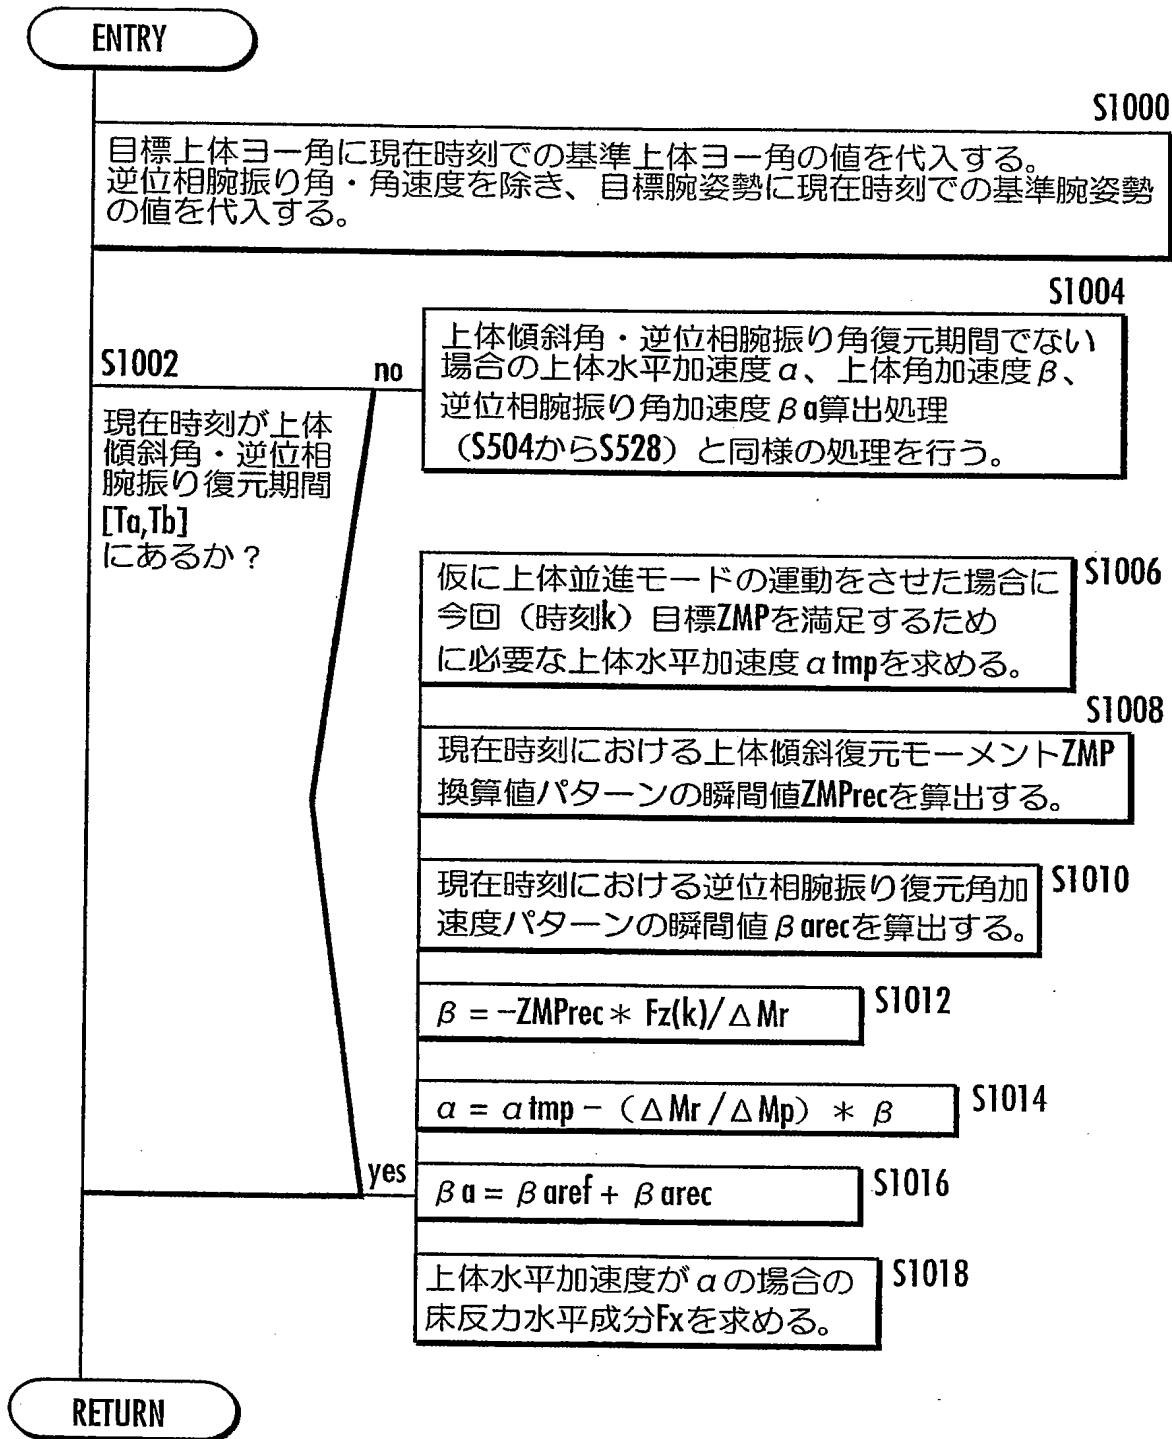 ENTRY
S1000
目標上体ヨー角に現在時刻での基準上体ヨー角の値を代入する。
逆位相腕振り角・角速度を除き、目標腕姿勢に現在時刻での基準腕姿勢
の値を代入する。
S1002
no
現在時刻が上体
傾斜角・逆位相
腕振り復元期間
[Ta,Tb]
にあるか？
S1004
上体傾斜角・逆位相腕振り角復元期間でない
場合の上体水平加速度α、上体角加速度β、
逆位相腕振り角加速度βa算出処理
（S504からS528）と同様の処理を行う。
S1006
仮に上体並進モードの運動をさせた場合に
今回（時刻k）目標ZMPを満足するため
に必要な上体水平加速度αtmpを求める。
S1008
現在時刻における上体傾斜復元モーメントZMP
換算値パターンの瞬間値ZMPrecを算出する。
S1010
現在時刻における逆位相腕振り復元角加
速度パターンの瞬間値βarecを算出する。
S1012
β = -ZMPrec＊ Fz(k)/ΔMr
S1014
α = αtmp -（ΔMr /ΔMp）＊ β
yes
S1016
βa = βaref + βarec
S1018
上体水平加速度がαの場合の
床反力水平成分Fxを求める。
RETURN